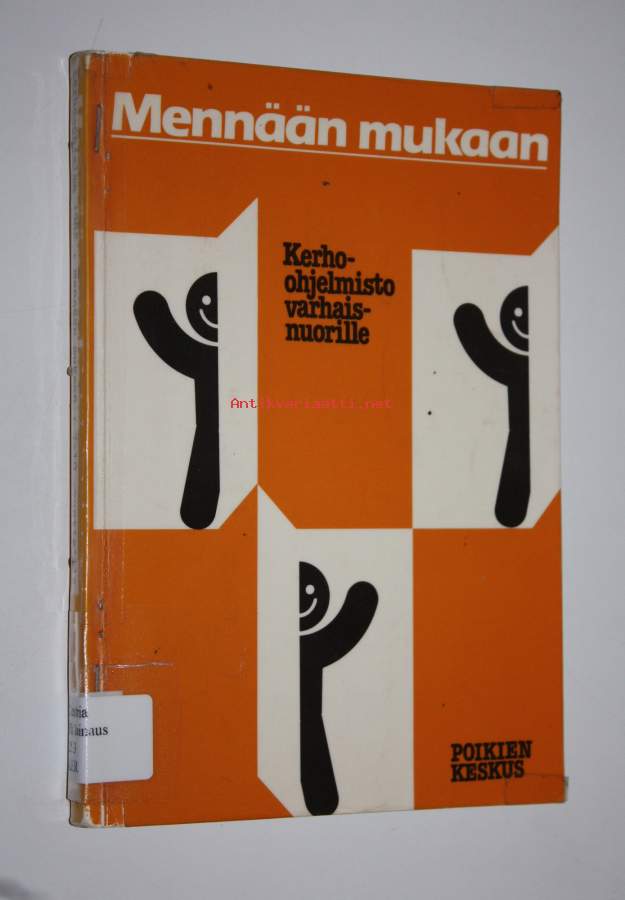 Mennään mukaan
Kerho-
ohjelmisto
varhais-
nuorille
Antikvariaatti.net
POIKIEN
KESKUS